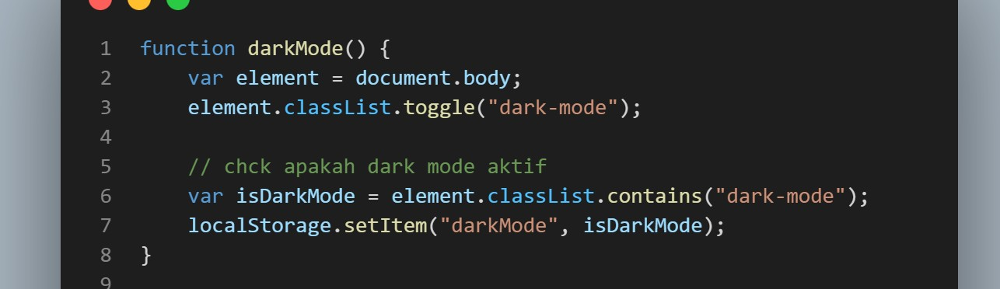 1 function darkMode() {
2 var element = document.body;
3 element.classList.toggle("dark-mode");
4
5 // chck apakah dark mode aktif
6 var isDarkMode = element.classList.contains("dark-mode");
7 localStorage.setItem("darkMode", isDarkMode);
8 }
9